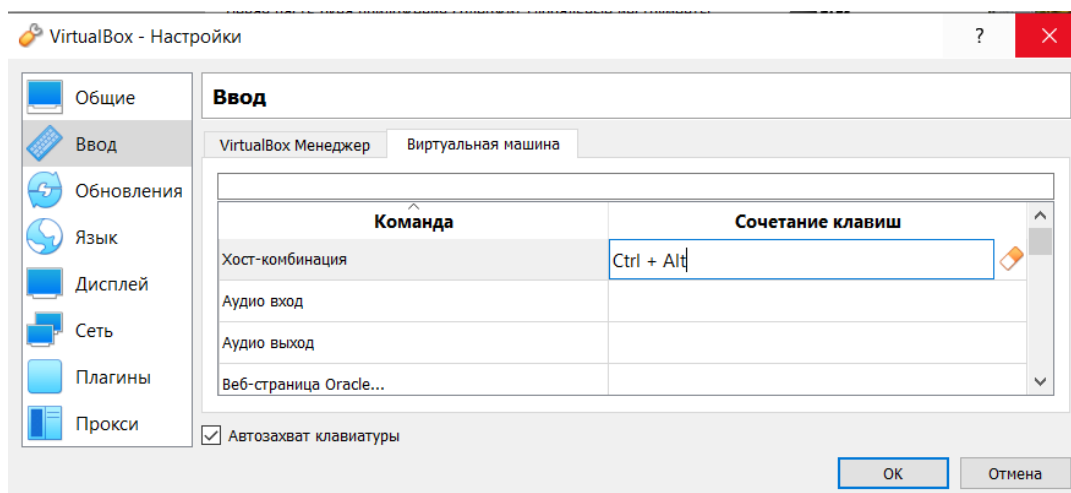 VirtualBox - Настройки
?
Общие
Ввод
Обновления
Язык
Дисплей
Сеть
Плагины
Прокси
Ввод
VirtualBox Менеджер Виртуальная машина
Команда Сочетание клавиш
Хост-комбинация Ctrl + Alt
Аудио вход
Аудио выход
Веб-страница Oracle...
Автозахват клавиатуры
ОК Отмена